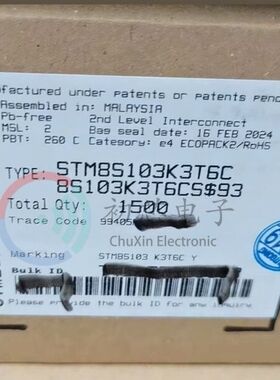 factured under patents or patents pend
Assembled in: MALAYSIA
Pb-free 2nd Level Interconnect
MSL: 2 Bag seal date: 16 FEB 2024
PBT: 260 C Category: e4 ECOPACK2/RoHS
TYPE: STM8S103K3T6C
8S103K3T6CS$93
Total Qty: 1500
Trace Code 99405
ChuXin Electronic
Marking STM8S103 K3T6C Y
Bulk ID
Please provide the bulk ID for any inquiry